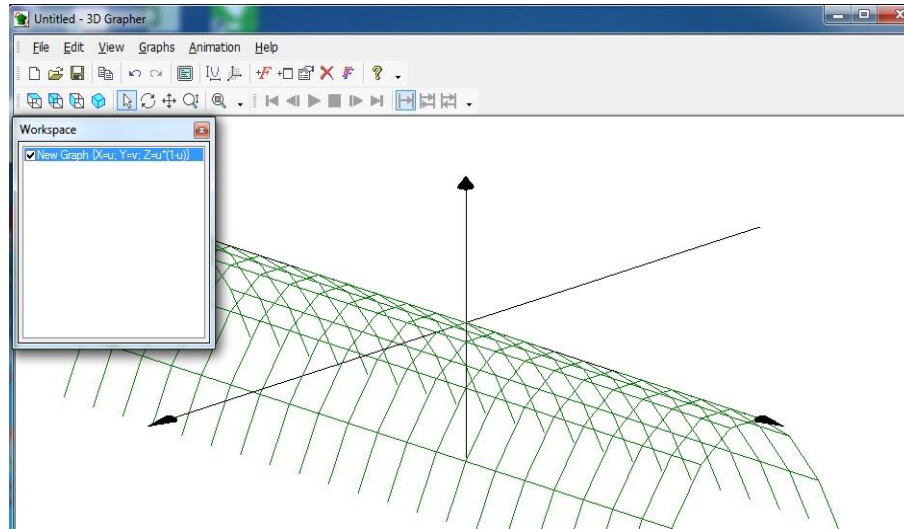 Untitled - 3D Grapher
File Edit View Graphs Animation Help
Workspace
New Graph {X=u; Y=v; Z=u*(1-u)}